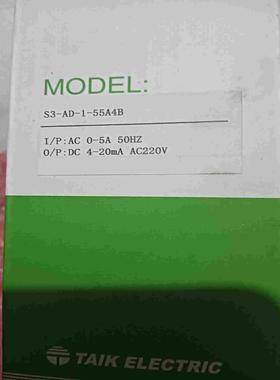 MODEL:
S3-AD-1-55A4B
I/P:AC 0-5A 50HZ
O/P:DC 4-20mA AC220V
TAIK ELECTRIC